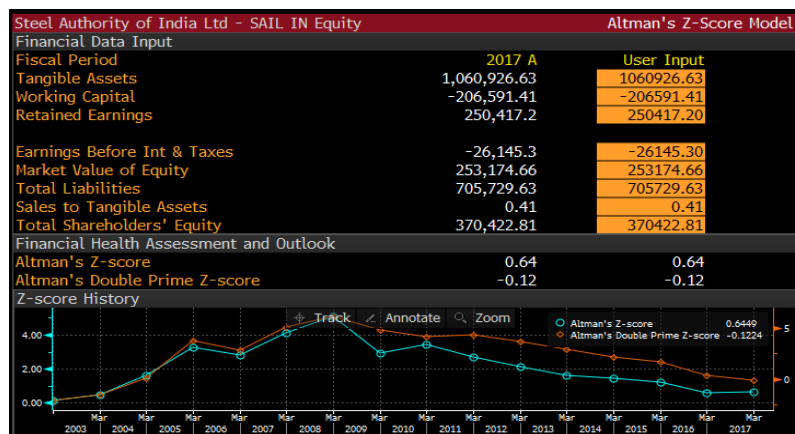 Steel Authority of India Ltd - SAIL IN Equity Altman's Z-Score Model
Financial Data Input
Fiscal Period 2017 A User Input
Tangible Assets 1,060,926.63 1060926.63
Working Capital -206,591.41 -206591.41
Retained Earnings 250,417.2 250417.20
Earnings Before Int & Taxes -26,145.3 -26145.30
Market Value of Equity 253,174.66 253174.66
Total Liabilities 705,729.63 705729.63
Sales to Tangible Assets 0.41 0.41
Total Shareholders' Equity 370,422.81 370422.81
Financial Health Assessment and Outlook
Altman's Z-score 0.64 0.64
Altman's Double Prime Z-score -0.12 -0.12
Z-score History
Track Annotate Zoom
Altman's Z-score 0.6449
Altman's Double Prime Z-score -0.1224
4.00 5
2.00 0
0.00
Mar Mar Mar Mar Mar Mar Mar Mar Mar Mar Mar Mar Mar Mar Mar
2003 2004 2005 2006 2007 2008 2009 2010 2011 2012 2013 2014 2015 2016 2017